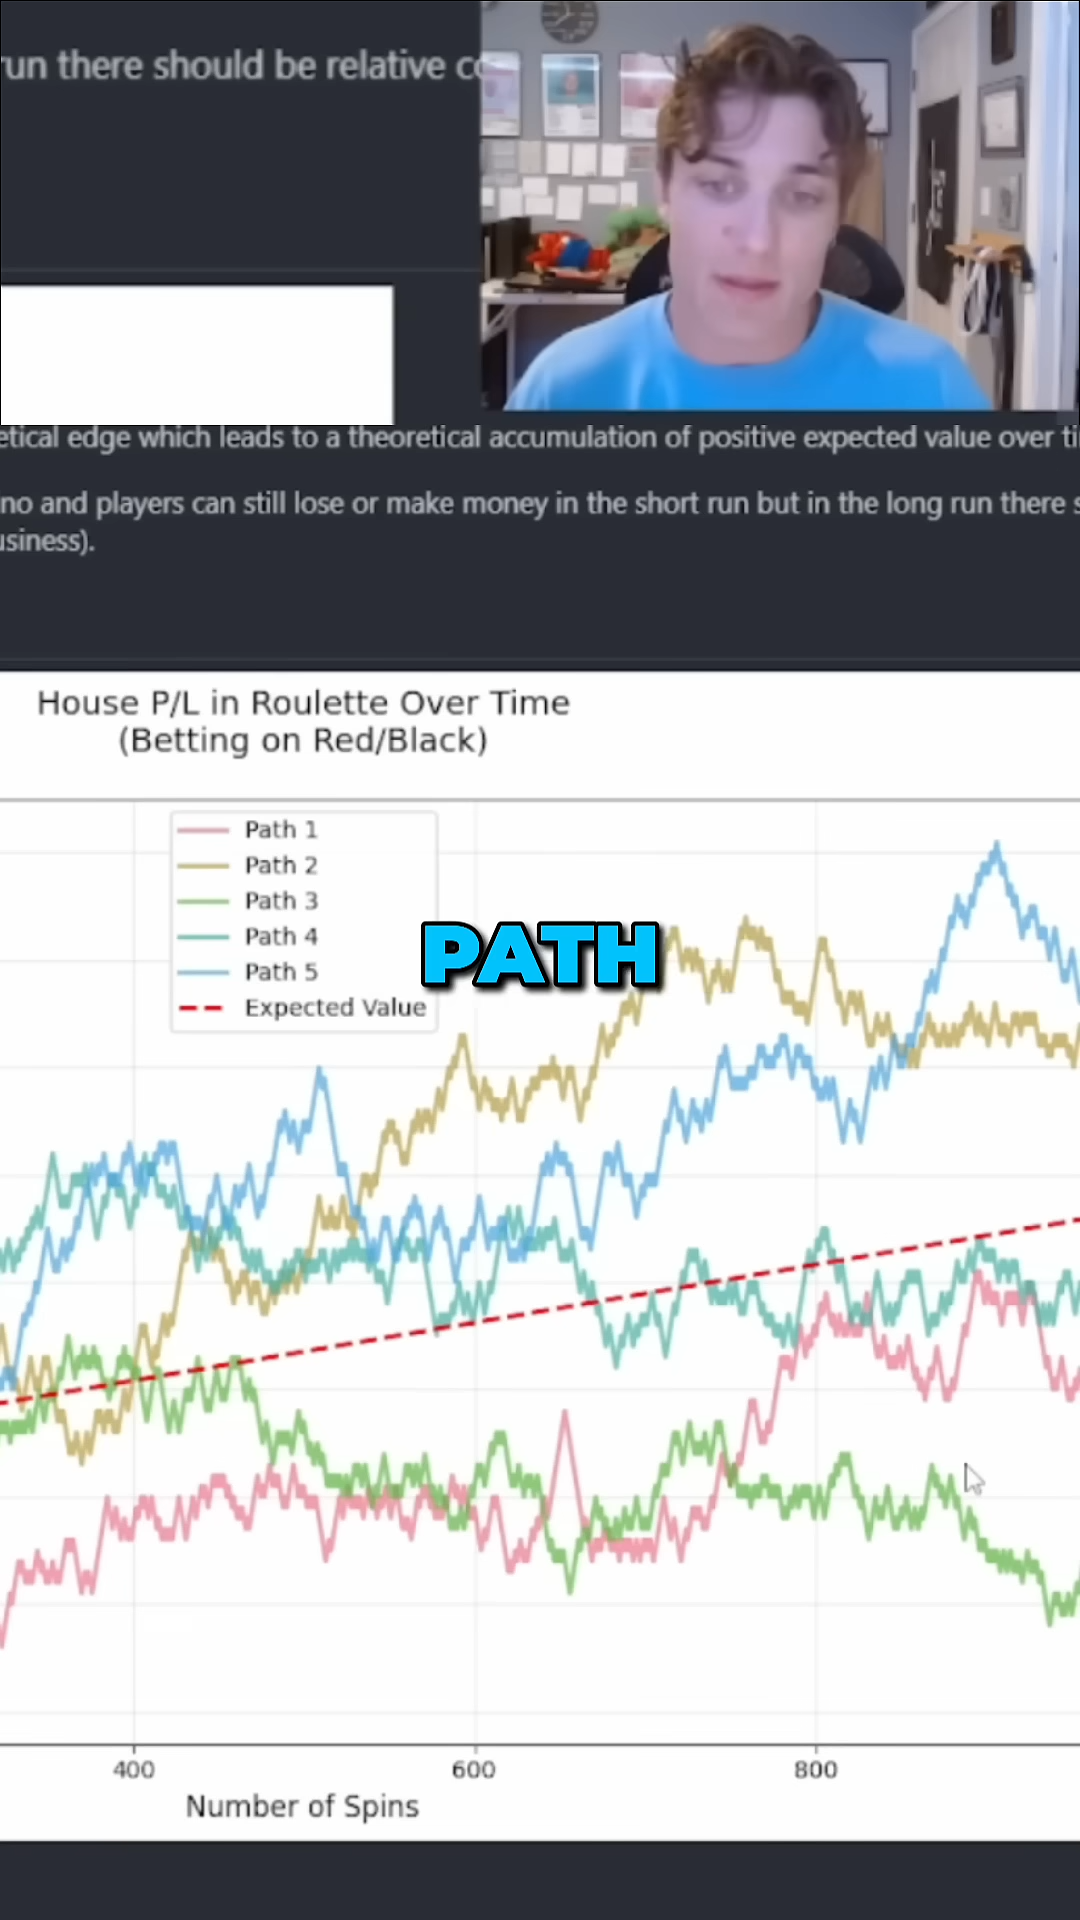 run there should be relative
etical edge which leads to a theoretical accumulation of positive expected value over
no and players can still lose or make money in the short run but in the long run there
usiness).
House P/L in Roulette Over Time
(Betting on Red/Black)
Path 1
Path 2
Path 3
Path 4
Path 5
Expected Value
PATH
400
600
800
Number of Spins